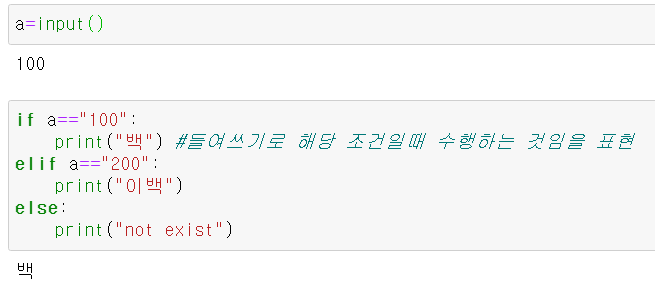 a=input()
100
if a=="100":
    print("백") #들여쓰기로 해당 조건일때 수행하는 것임을 표현
elif a=="200":
    print("이백")
else:
    print("not exist")
백